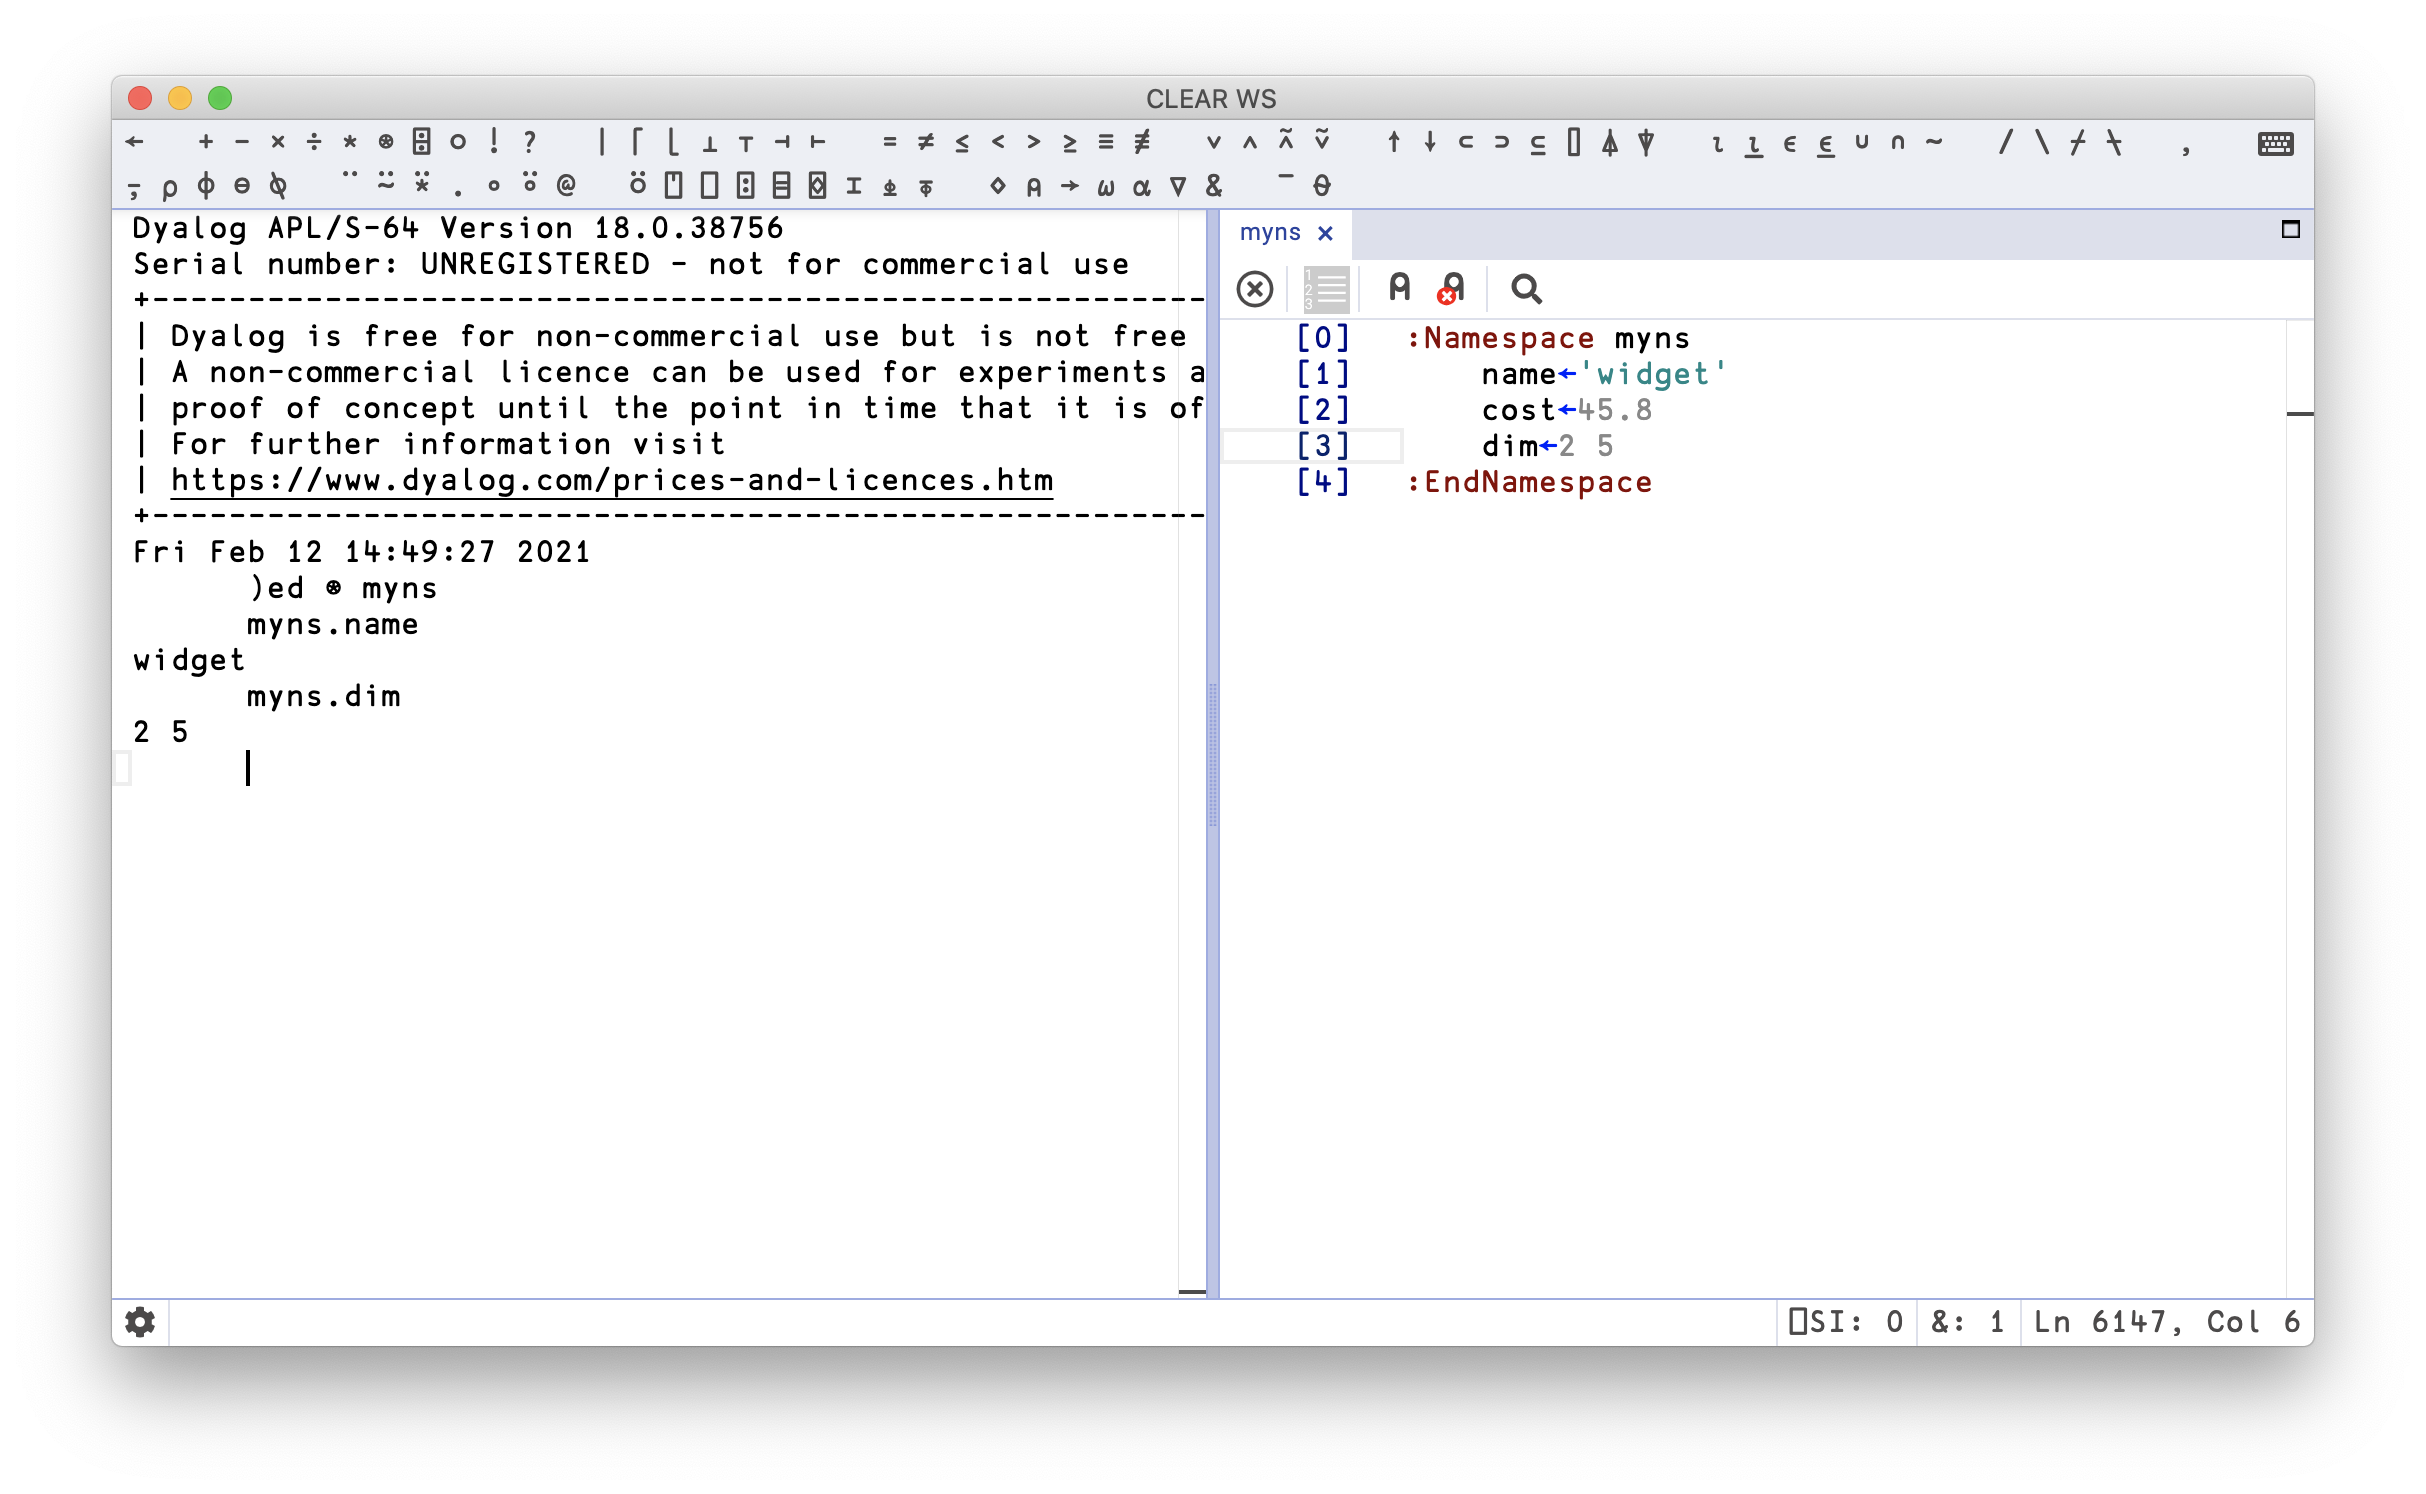 CLEAR WS
← + - × ÷ * ⍟ ⌹ ○ ! ? | ⌈ ⌊ ⊥ ⊤ ⊣ ⊢ = ≠ ≤ < > ≥ ≡ ≢ ∨ ∧ ⍲ ⍱ ↑ ↓ ⊂ ⊃ ⊆ ⌷ ⍋ ⍒ ⍳ ⍸ ∊ ⍷ ∪ ∩ ~ / \ ⌿ ⍀ ,
⍪ ⍴ ⌽ ⊖ ⍉ ¨ ⍨ ⍣ . ∘ ⍤ @ ⍥ ⍞ ⎕ ⍠ ⌸ ⌺ ⌶ ⍎ ⍕ ⋄ ⍝ → ⍵ ⍺ ∇ & ¯ ⍬
Dyalog APL/S-64 Version 18.0.38756
Serial number: UNREGISTERED - not for commercial use
+--------------------------------------------------------
| Dyalog is free for non-commercial use but is not free
| A non-commercial licence can be used for experiments a
| proof of concept until the point in time that it is of
| For further information visit
| https://www.dyalog.com/prices-and-licences.htm
+--------------------------------------------------------
Fri Feb 12 14:49:27 2021
      )ed ⍟ myns
      myns.name
widget
      myns.dim
2 5
myns ×
1
2
3
⍝ ⍝
[0] :Namespace myns
[1]     name←'widget'
[2]     cost←45.8
[3]     dim←2 5
[4] :EndNamespace
⎕SI: 0 &: 1 Ln 6147, Col 6